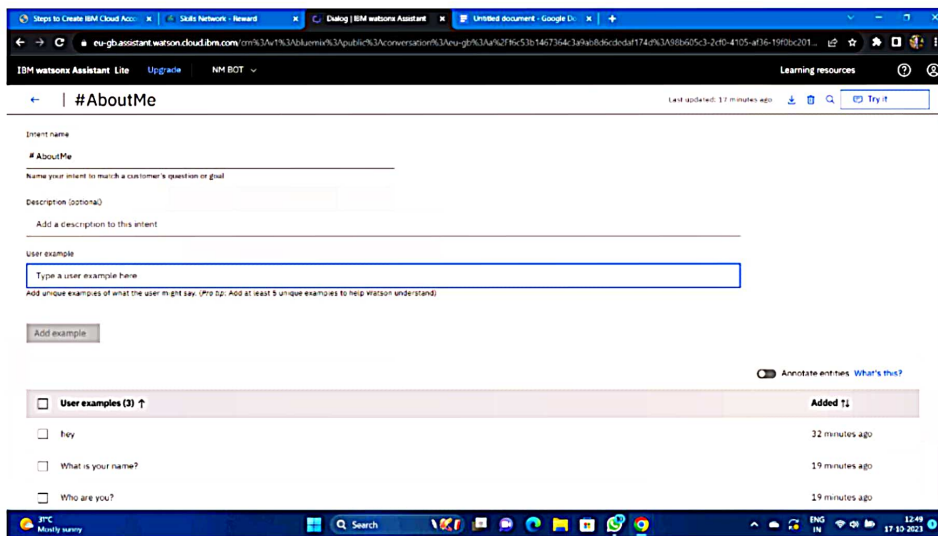 Steps to Create IBM Cloud Acco
Skills Network - Reward
Dialog | IBM watsonx Assistant
Untitled document - Google Do
IBM watsonx Assistant Lite Upgrade NM BOT Learning resources
#AboutMe
Last updated: 17 minutes ago Try it
Intent name
# AboutMe
Name your intent to match a customer's question or goal
Description (optional)
Add a description to this intent
User example
Type a user example here
Add unique examples of what the user might say. (Pro tip: Add at least 5 unique examples to help Watson understand)
Add example
Annotate entities What's this?
User examples (3) ↑ Added ↑↓
hey 32 minutes ago
What is your name? 19 minutes ago
Who are you? 19 minutes ago
31°C
Mostly sunny
Search
ENG
IN
12:49
17-10-2023